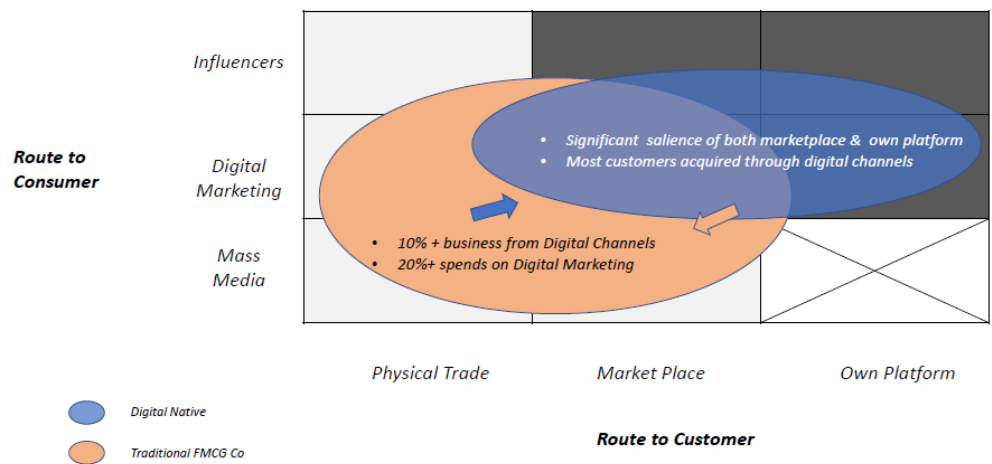 Influencers
Route to
Consumer
Digital
Marketing
Mass
Media
• Significant salience of both marketplace & own platform
• Most customers acquired through digital channels
• 10% + business from Digital Channels
• 20%+ spends on Digital Marketing
Physical Trade
Market Place
Own Platform
Digital Native
Traditional FMCG Co
Route to Customer